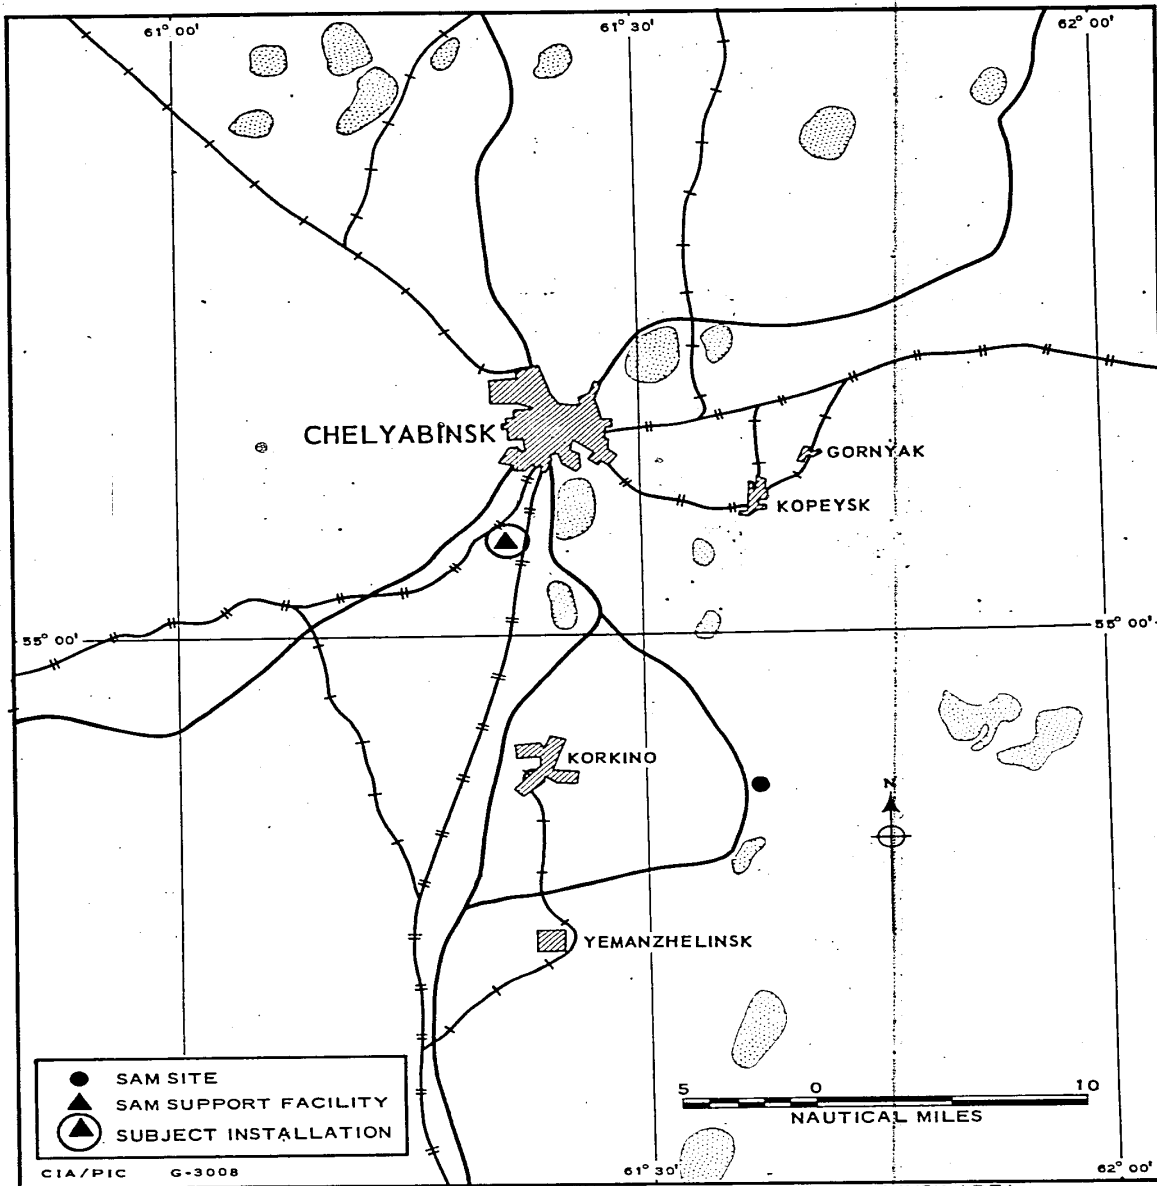 61° 00'
61° 30'
62° 00'
CHELYABINSK
GORNYAK
KOPEYSK
55° 00'
55° 00'
KORKINO
N
YEMANZHELINSK
SAM SITE
SAM SUPPORT FACILITY
SUBJECT INSTALLATION
5 0 10
NAUTICAL MILES
CIA/PIC G-3008
61° 30'
62° 00'